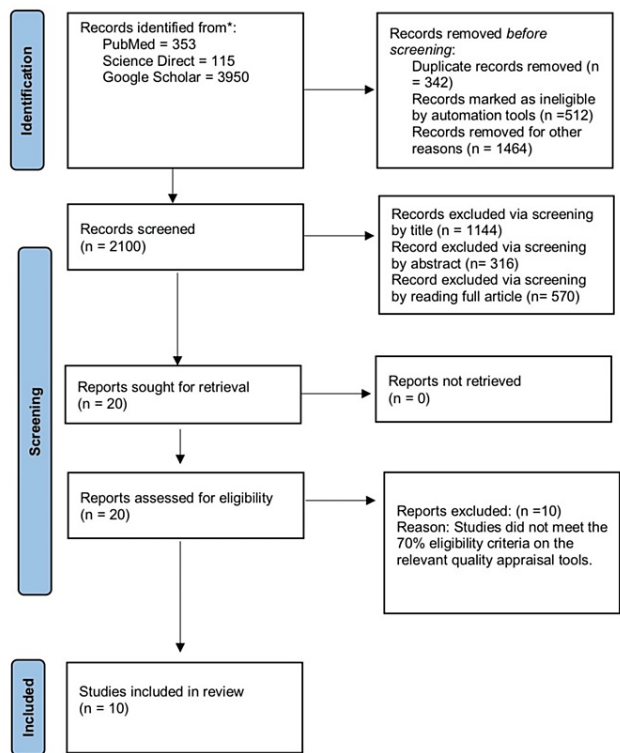 Identification
Records identified from*:
PubMed = 353
Science Direct = 115
Google Scholar = 3950
Records removed before
screening:
Duplicate records removed (n
= 342)
Records marked as ineligible
by automation tools (n =512)
Records removed for other
reasons (n = 1464)
Screening
Records screened
(n = 2100)
Records excluded via screening
by title (n = 1144)
Record excluded via screening
by abstract (n= 316)
Record excluded via screening
by reading full article (n= 570)
Reports sought for retrieval
(n = 20)
Reports not retrieved
(n = 0)
Reports assessed for eligibility
(n = 20)
Reports excluded: (n =10)
Reason: Studies did not meet the
70% eligibility criteria on the
relevant quality appraisal tools.
Included
Studies included in review
(n = 10)